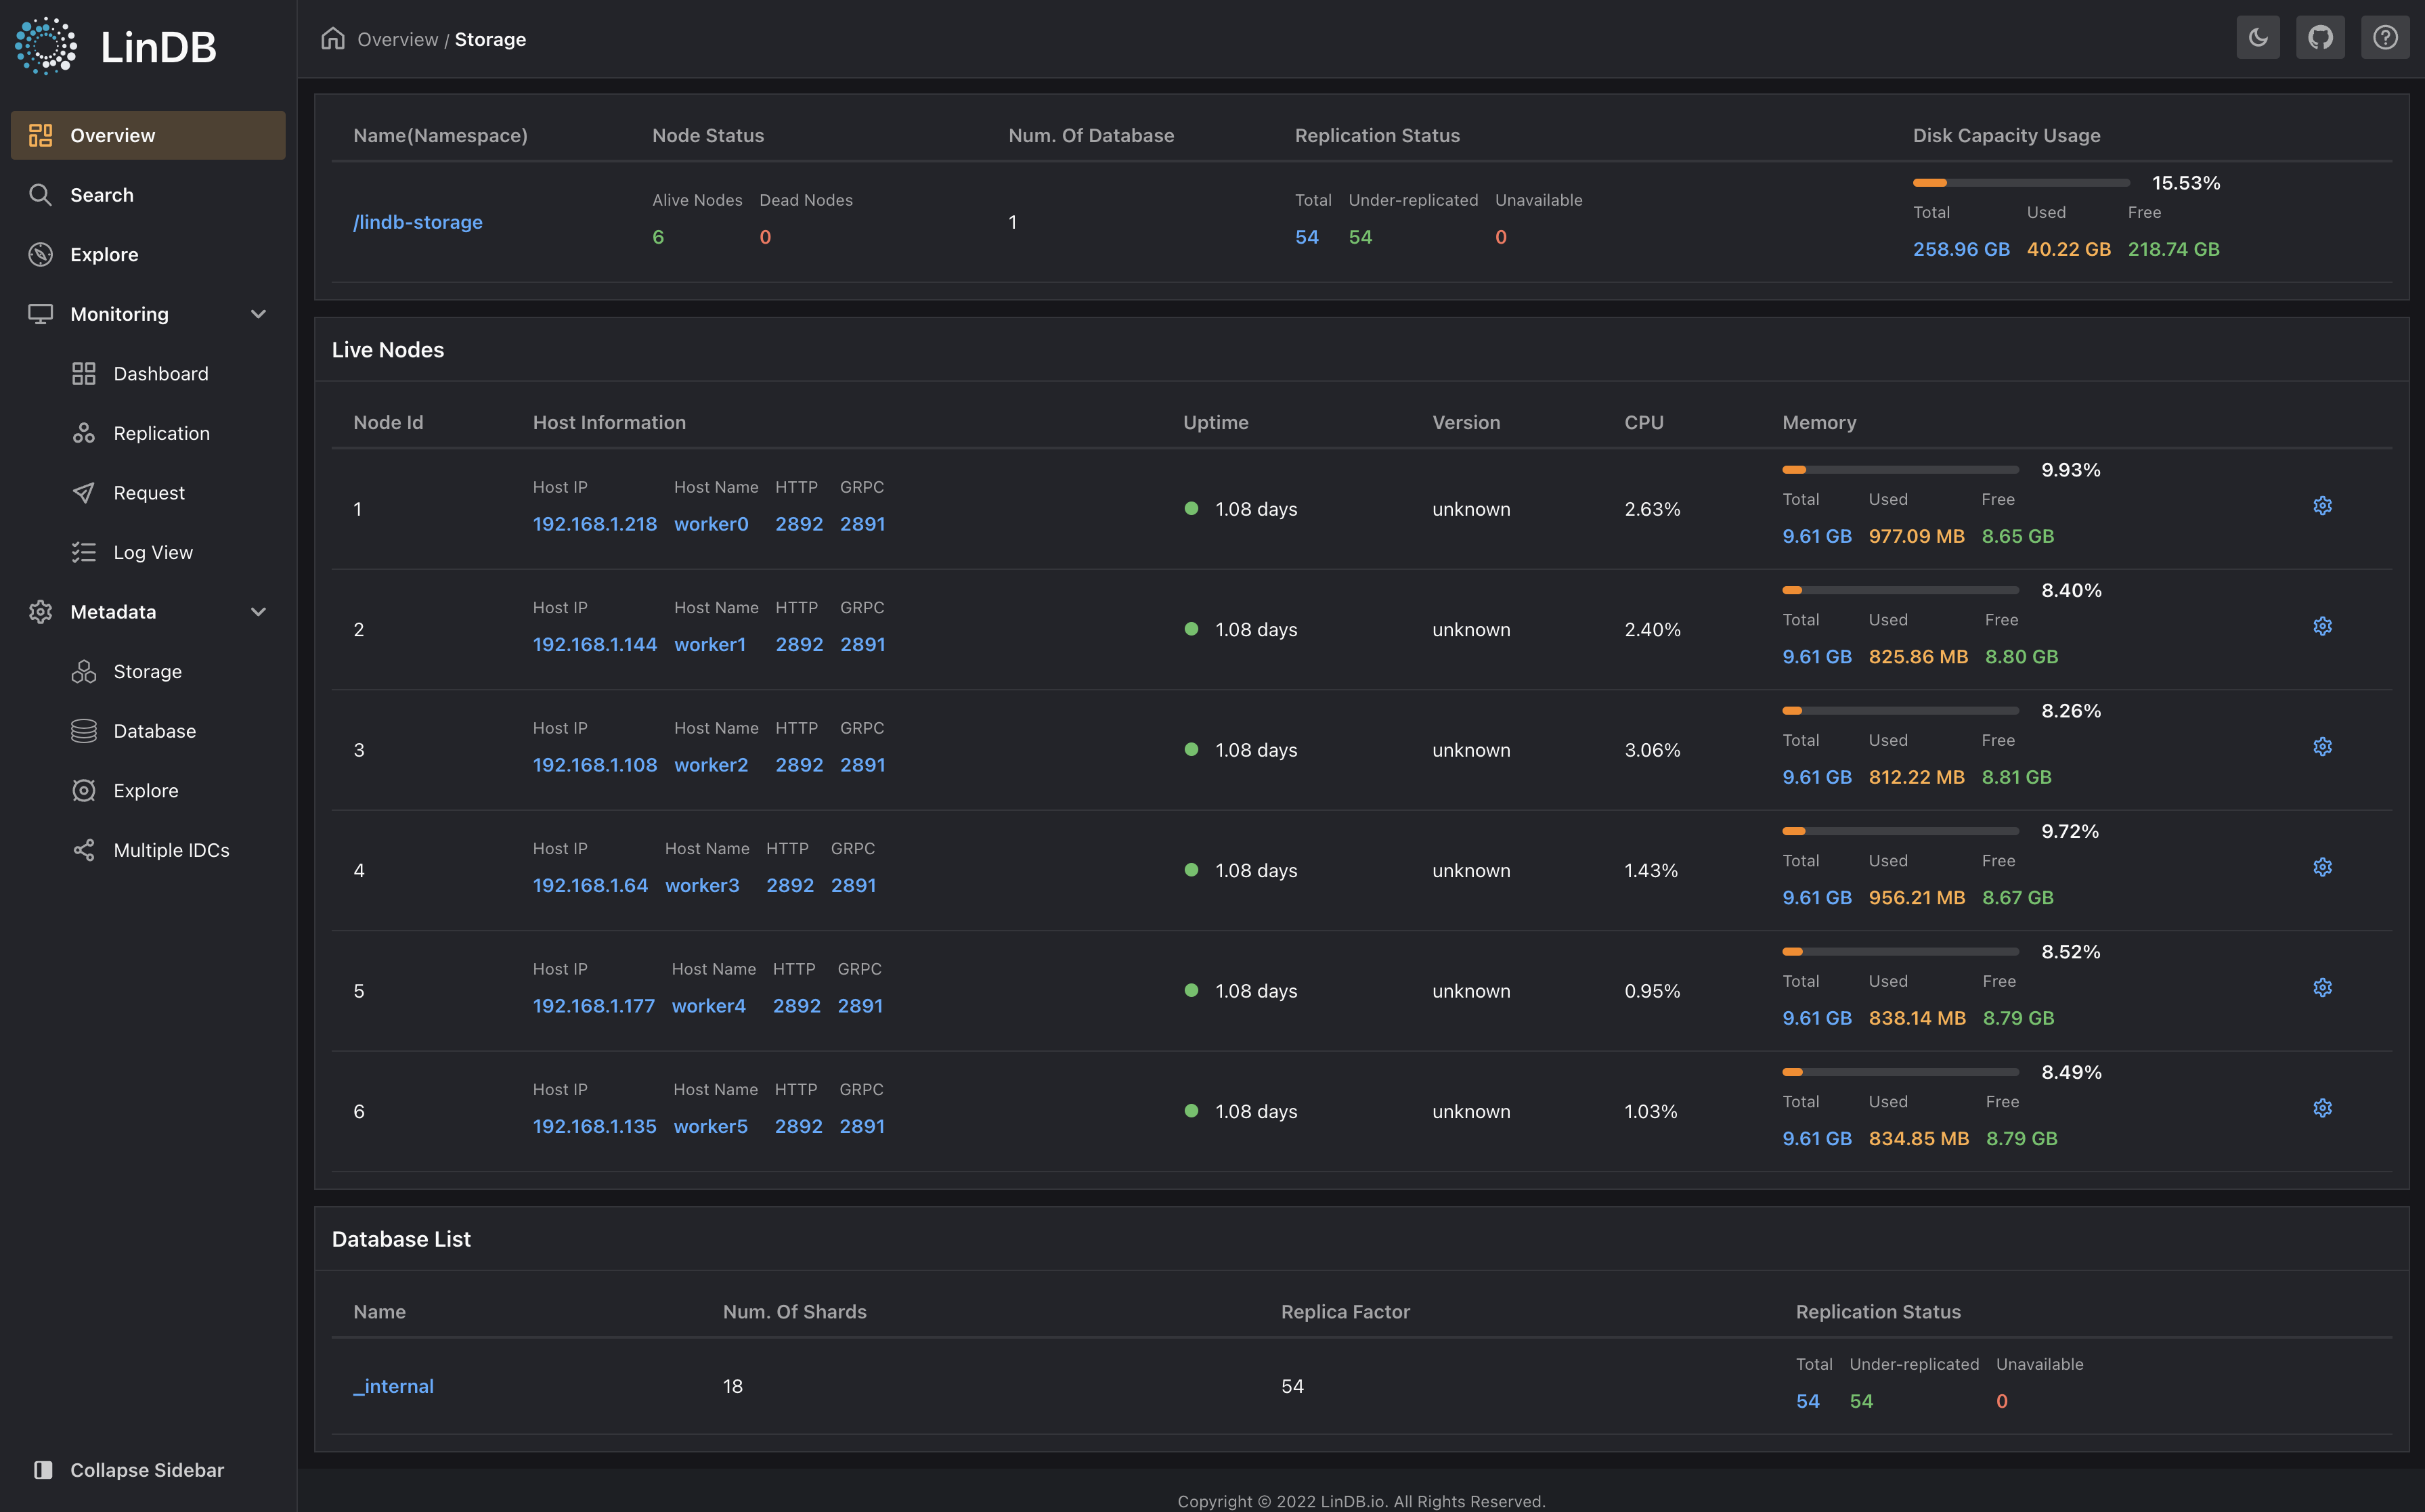 LinDB
Overview
Search
Explore
Monitoring
Dashboard
Replication
Request
Log View
Metadata
Storage
Database
Explore
Multiple IDCs
Collapse Sidebar
Overview / Storage
Name(Namespace) Node Status Num. Of Database Replication Status Disk Capacity Usage
/lindb-storage
Alive Nodes Dead Nodes
6 0
1
Total Under-replicated Unavailable
54 54 0
15.53%
Total Used Free
258.96 GB 40.22 GB 218.74 GB
Live Nodes
Node Id Host Information Uptime Version CPU Memory
1
Host IP Host Name HTTP GRPC
192.168.1.218 worker0 2892 2891
1.08 days unknown 2.63%
9.93%
Total Used Free
9.61 GB 977.09 MB 8.65 GB
2
Host IP Host Name HTTP GRPC
192.168.1.144 worker1 2892 2891
1.08 days unknown 2.40%
8.40%
Total Used Free
9.61 GB 825.86 MB 8.80 GB
3
Host IP Host Name HTTP GRPC
192.168.1.108 worker2 2892 2891
1.08 days unknown 3.06%
8.26%
Total Used Free
9.61 GB 812.22 MB 8.81 GB
4
Host IP Host Name HTTP GRPC
192.168.1.64 worker3 2892 2891
1.08 days unknown 1.43%
9.72%
Total Used Free
9.61 GB 956.21 MB 8.67 GB
5
Host IP Host Name HTTP GRPC
192.168.1.177 worker4 2892 2891
1.08 days unknown 0.95%
8.52%
Total Used Free
9.61 GB 838.14 MB 8.79 GB
6
Host IP Host Name HTTP GRPC
192.168.1.135 worker5 2892 2891
1.08 days unknown 1.03%
8.49%
Total Used Free
9.61 GB 834.85 MB 8.79 GB
Database List
Name Num. Of Shards Replica Factor Replication Status
_internal 18 54
Total Under-replicated Unavailable
54 54 0
Copyright © 2022 LinDB.io. All Rights Reserved.